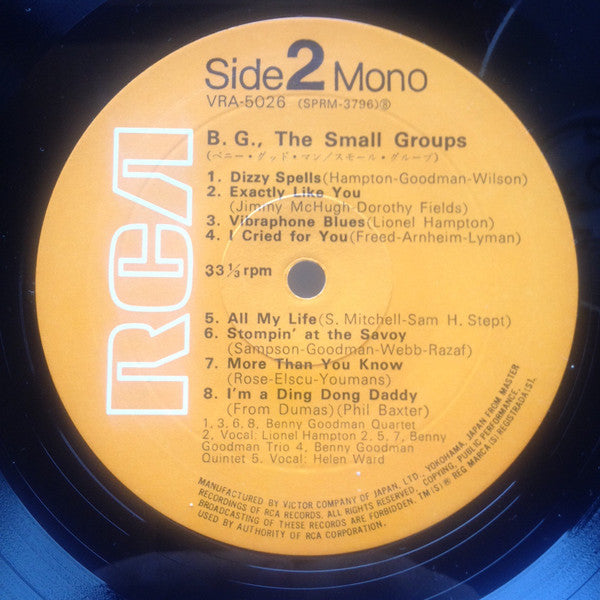 Side 2 Mono
VRA-5026 (SPRM-3796)Ⓡ
B. G., The Small Groups
(ベニー・グッド・マン/スモール・グループ)
1. Dizzy Spells(Hampton-Goodman-Wilson)
2. Exactly Like You
(Jimmy McHugh-Dorothy Fields)
3. Vibraphone Blues(Lionel Hampton)
4. I Cried for You(Freed-Arnheim-Lyman)
33⅓ rpm
5. All My Life(S. Mitchell-Sam H. Stept)
6. Stompin' at the Savoy
(Sampson-Goodman-Webb-Razaf)
7. More Than You Know
(Rose-Elscu-Youmans)
8. I'm a Ding Dong Daddy
(From Dumas)(Phil Baxter)
1, 3, 6, 8, Benny Goodman Quartet
2, Vocal: Lionel Hampton 2, 5, 7, Benny
Goodman Trio 4, Benny Goodman
Quintet 5. Vocal: Helen Ward
MANUFACTURED BY VICTOR COMPANY OF JAPAN, LTD., YOKOHAMA, JAPAN FROM MASTER
RECORDINGS OF RCA RECORDS. ALL RIGHTS RESERVED, COPYING, PUBLIC PERFORMANCE,
BROADCASTING OF THESE RECORDS ARE FORBIDDEN. TM(S)® REG MARCA(S) REGISTRADA(S).
USED BY AUTHORITY OF RCA CORPORATION.
RCA